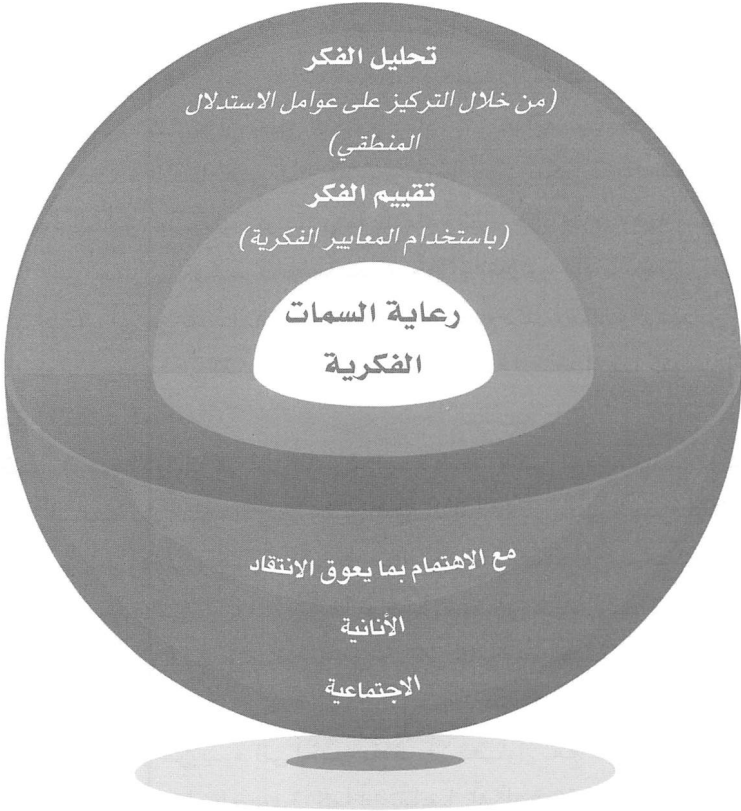 تحليل الفكر
(من خلال التركيز على عوامل الاستدلال
المنطقي)
تقييم الفكر
(باستخدام المعايير الفكرية)
رعاية السمات
الفكرية
مع الاهتمام بما يعوق الانتقاد
الأنانية
الاجتماعية